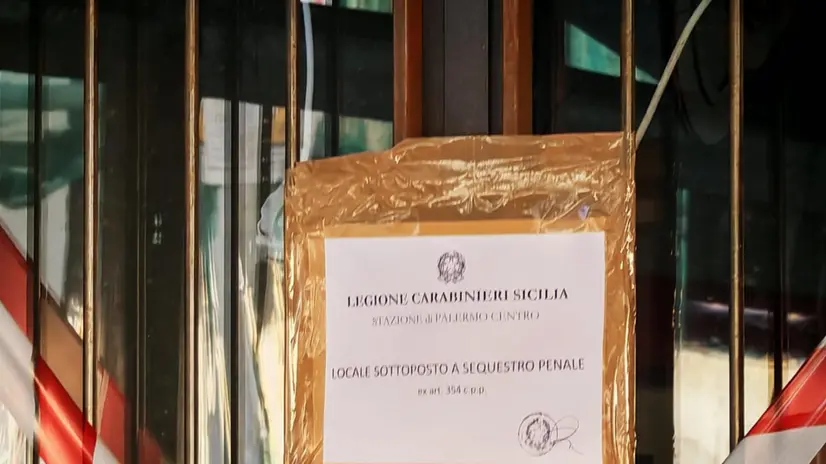 LEGIONE CARABINIERI SICILIA
STAZIONE di PALERMO CENTRO
LOCALE SOTTOPOSTO A SEQUESTRO PENALE
ex art. 354 c.p.p.